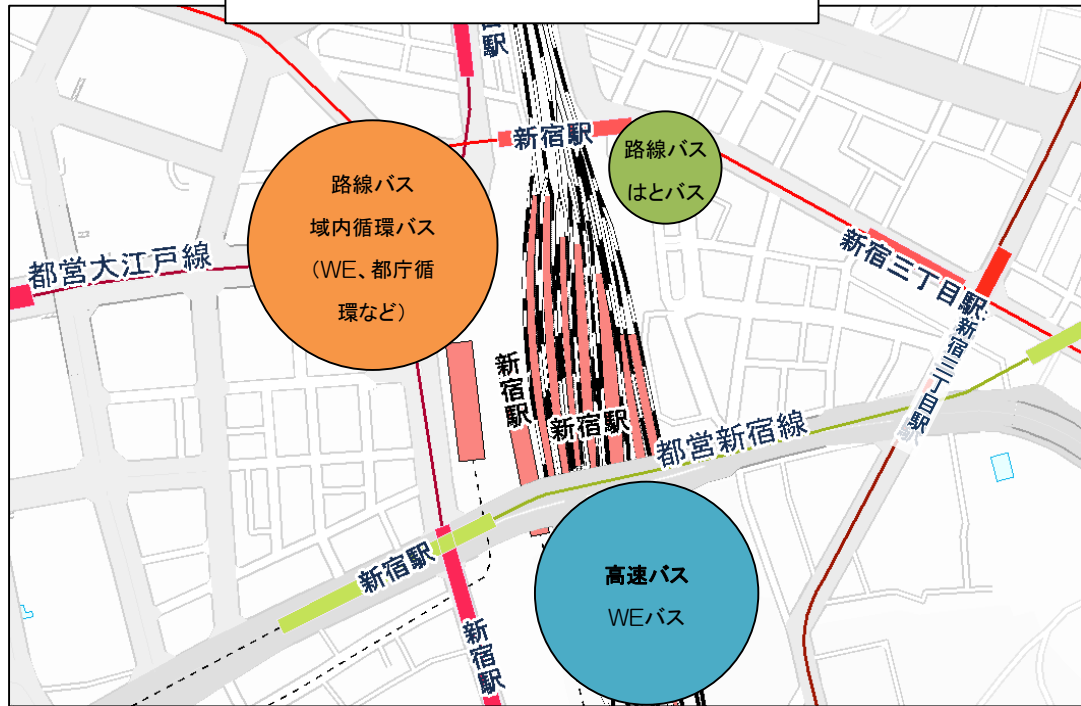 駅
新宿駅
路線バス
はとバス
路線バス
域内循環バス
(WE、都庁循
環など)
都営大江戸線
新宿三丁目駅
新宿三丁目駅
新宿駅
新宿駅
都営新宿線
新宿駅
高速バス
WEバス
新宿駅